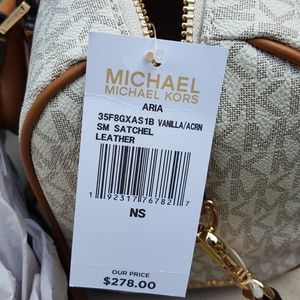 MICHAEL
MICHAEL KORS
ARIA
35F8GXAS1B VANILLA/ACRN
SM SATCHEL
LEATHER
1 92317 76782 7
NS
OUR PRICE
$278.00